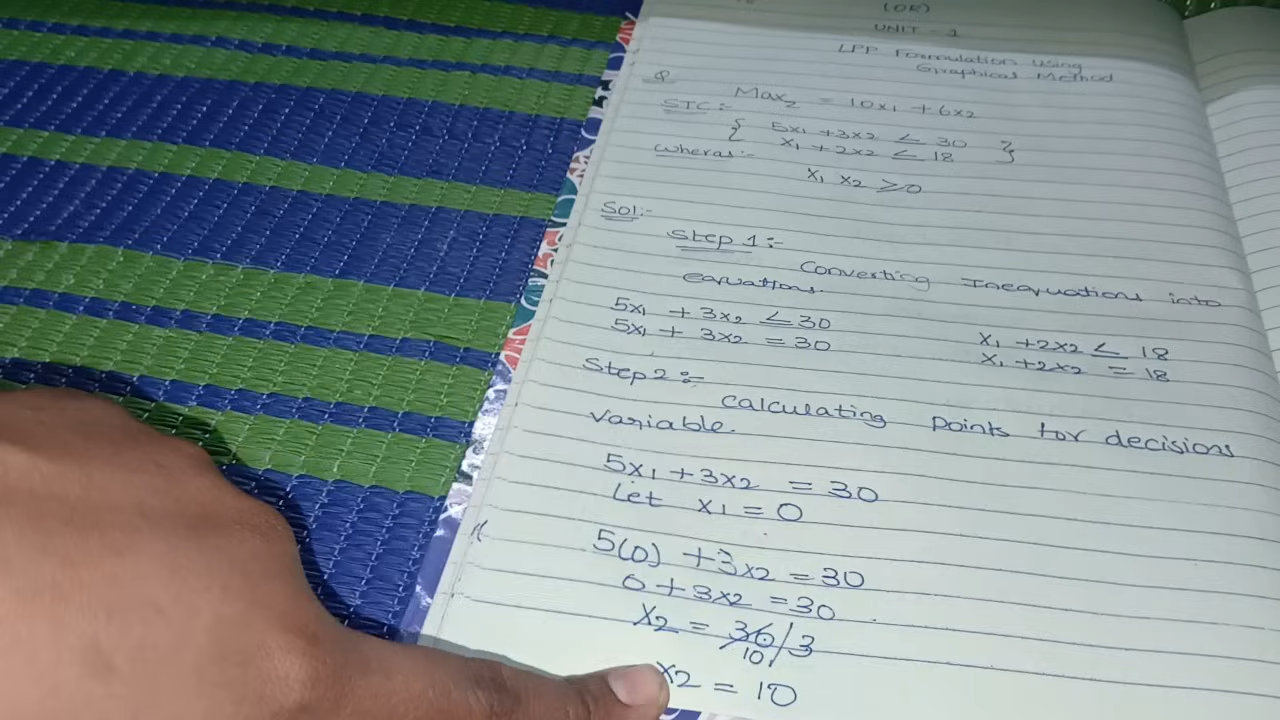 (OR)
UNIT - 1
LPP Formulation Using
Graphical Method
Q
Max z = 10x1 + 6x2
STC:-
{ 5x1 + 3x2 ≤ 30 }
x1 + 2x2 ≤ 18
wheras:-
x1 x2 ≥ 0
Sol:-
Step 1:-
Converting Inequations into
equations.
5x1 + 3x2 ≤ 30
5x1 + 3x2 = 30
x1 + 2x2 ≤ 18
x1 + 2x2 = 18
Step 2:-
Calculating points for decisions
variable.
5x1 + 3x2 = 30
Let x1 = 0
5(0) + 3x2 = 30
0 + 3x2 = 30
x2 = 30/3
10
x2 = 10